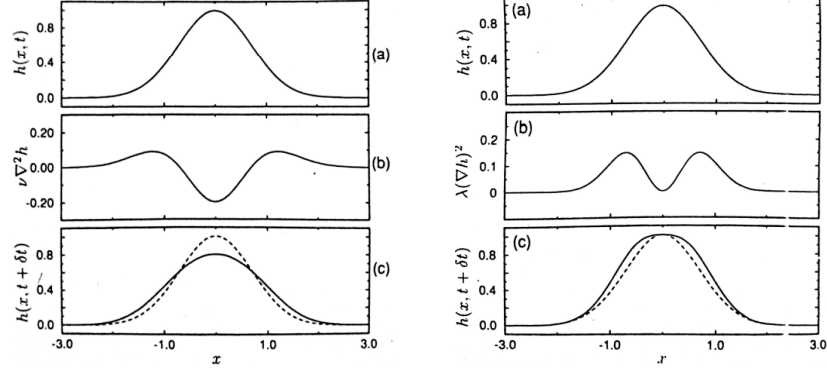 h(x, t)
0.8
0.4
0.0
(a)
ν∇²h
0.20
0.00
-0.20
(b)
h(x, t + δt)
0.8
0.4
0.0
(c)
-3.0 -1.0 1.0 3.0
x
h(x, t)
0.8
0.4
0.0
(a)
λ(∇h)²
0.2
0.1
0
(b)
h(x, t + δt)
0.8
0.4
0.0
(c)
-3.0 -1.0 1.0 3.0
x